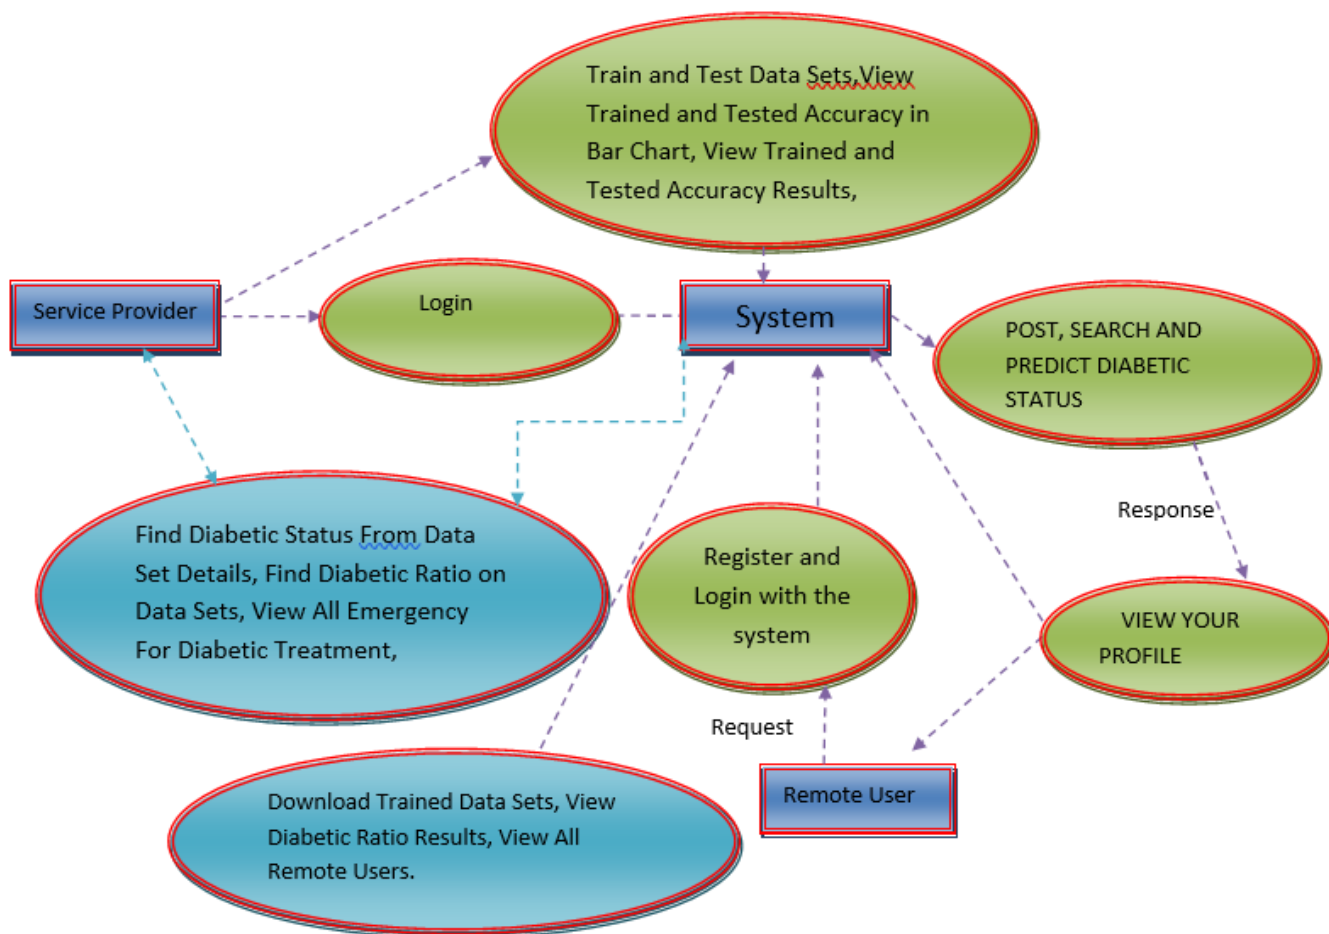 Train and Test Data Sets,View
Trained and Tested Accuracy in
Bar Chart, View Trained and
Tested Accuracy Results,
Service Provider
Login
System
POST, SEARCH AND
PREDICT DIABETIC
STATUS
Response
Find Diabetic Status From Data
Set Details, Find Diabetic Ratio on
Data Sets, View All Emergency
For Diabetic Treatment,
Register and
Login with the
system
VIEW YOUR
PROFILE
Request
Remote User
Download Trained Data Sets, View
Diabetic Ratio Results, View All
Remote Users.